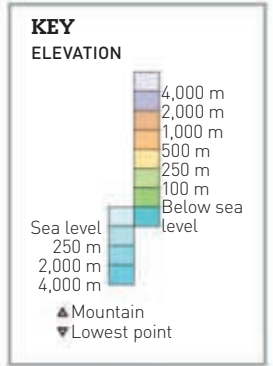 KEY
ELEVATION
4,000 m
2,000 m
1,000 m
500 m
250 m
100 m
Below sea
level
Sea level
250 m
2,000 m
4,000 m
Mountain
Lowest point